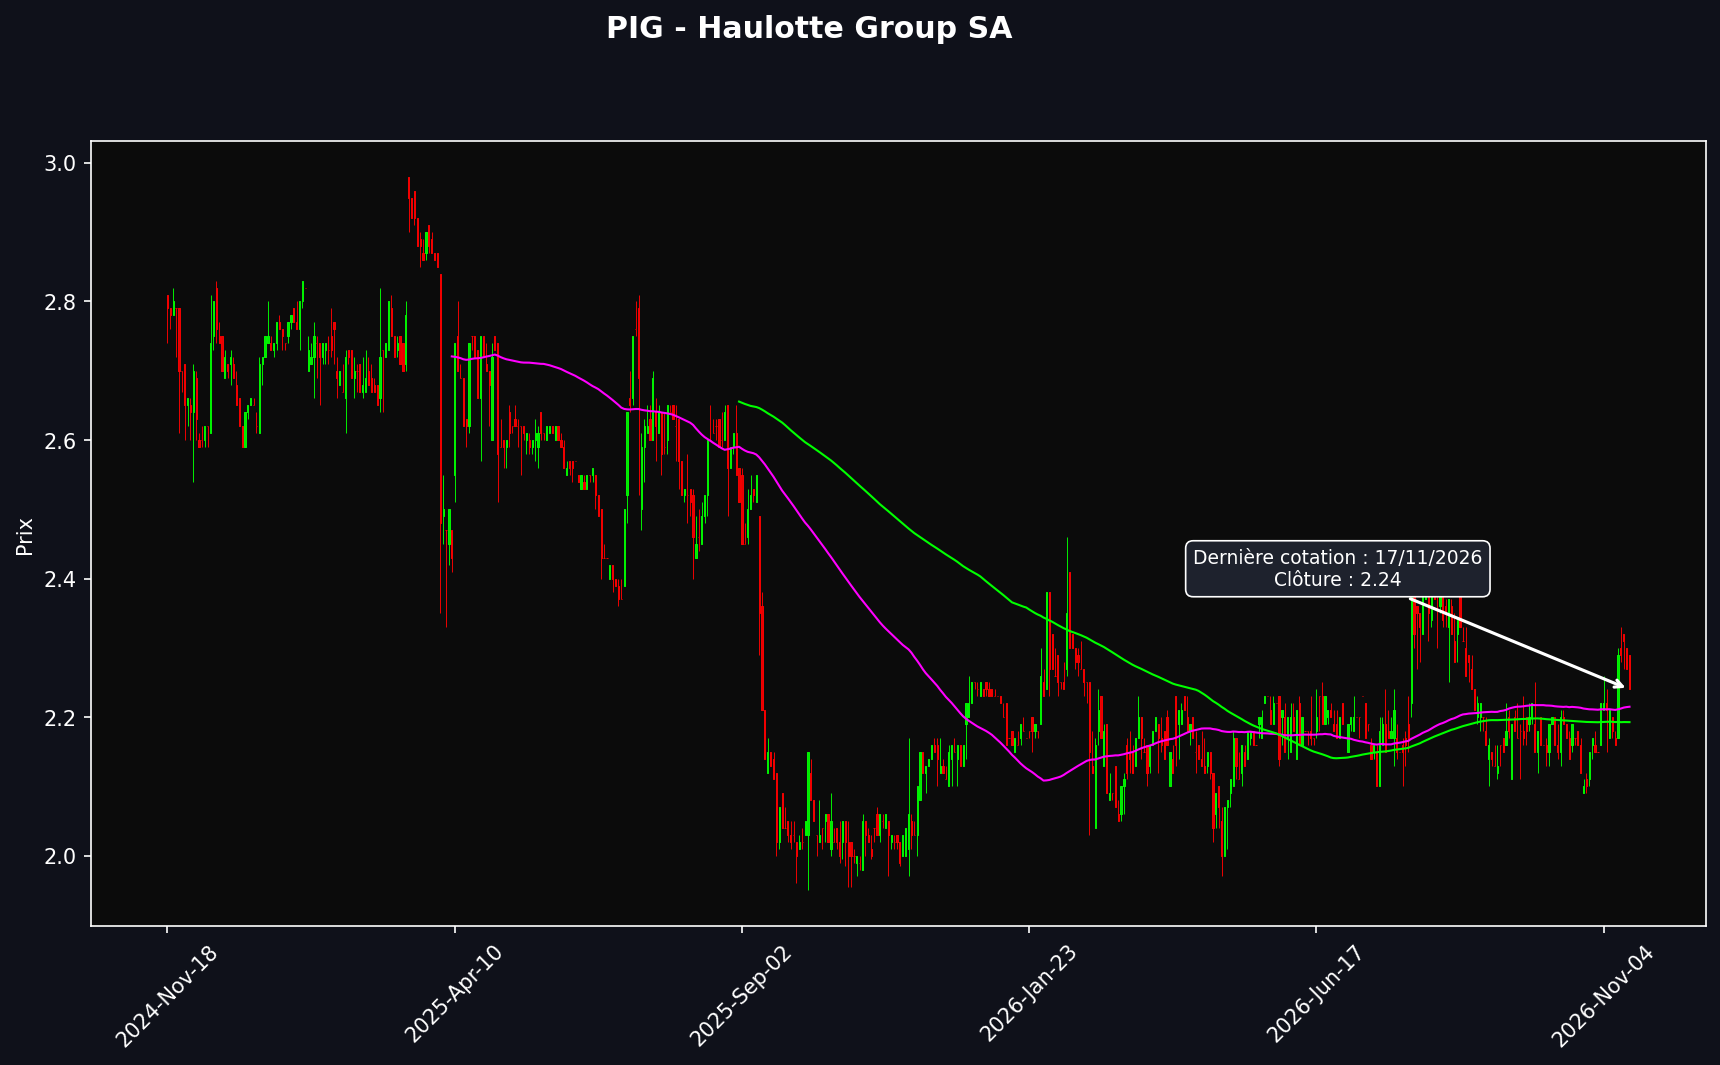 PIG - Haulotte Group SA
3.0
2.8
2.6
2.4
2.2
2.0
Prix
Dernière cotation : 17/11/2026
Clôture : 2.24
2024-Nov-18
2025-Apr-10
2025-Sep-02
2026-Jan-23
2026-Jun-17
2026-Nov-04